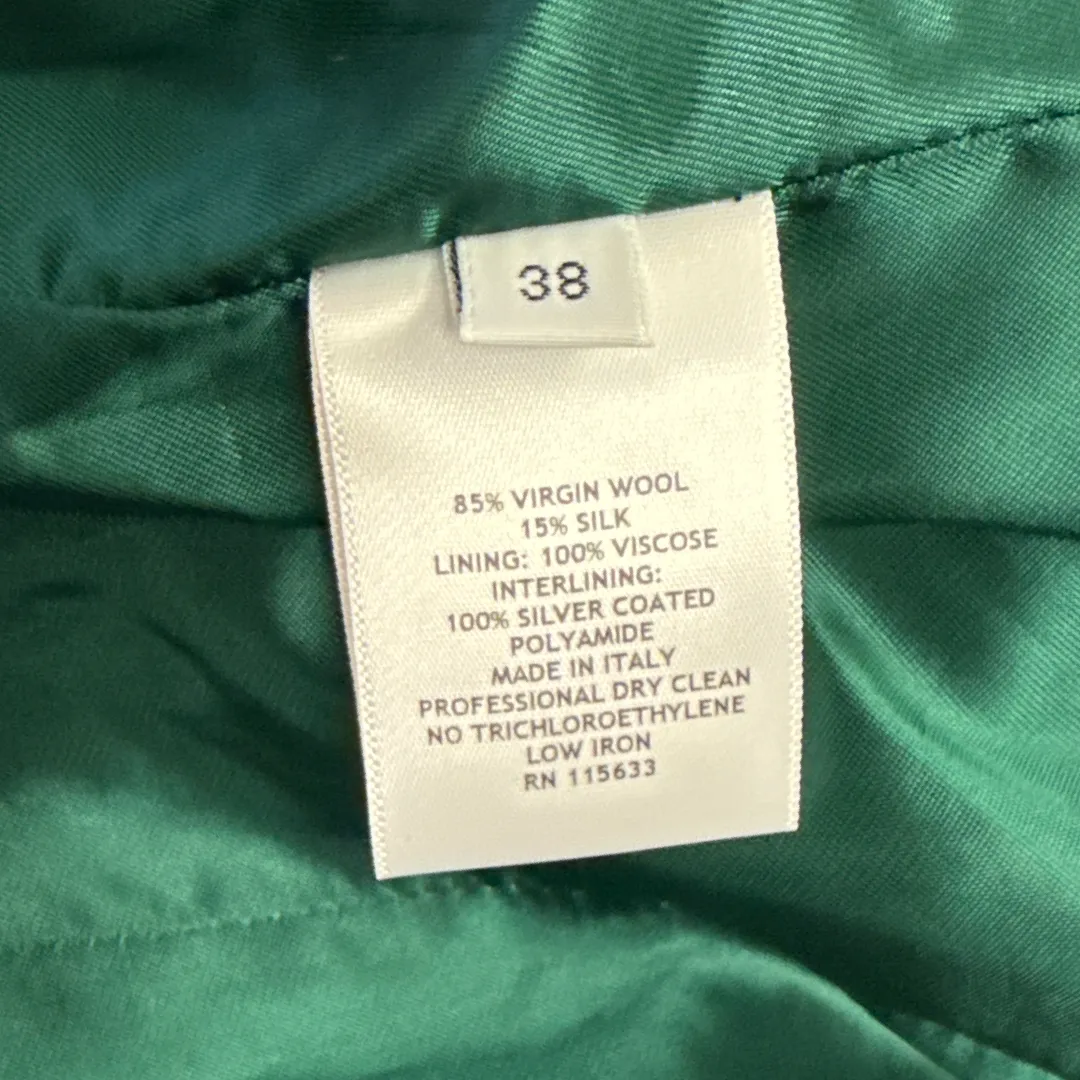 38
85% VIRGIN WOOL
15% SILK
LINING: 100% VISCOSE
INTERLINING:
100% SILVER COATED
POLYAMIDE
MADE IN ITALY
PROFESSIONAL DRY CLEAN
NO TRICHLOROETHYLENE
LOW IRON
RN 115633